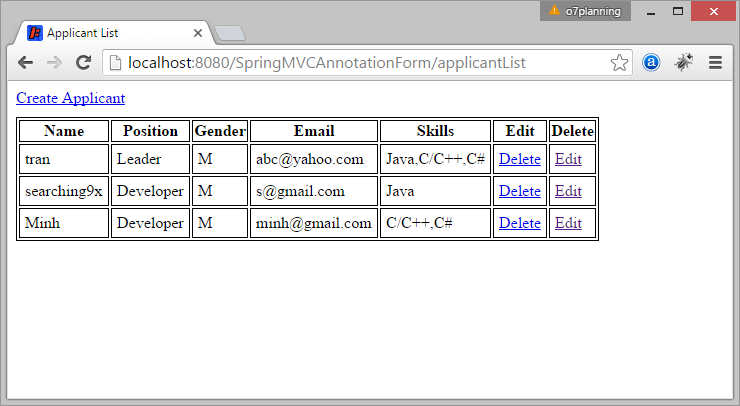 o7planning
Applicant List
localhost:8080/SpringMVCAnnotationForm/applicantList
Create Applicant
Name Position Gender Email Skills Edit Delete
tran Leader M abc@yahoo.com Java,C/C++,C# Delete Edit
searching9x Developer M s@gmail.com Java Delete Edit
Minh Developer M minh@gmail.com C/C++,C# Delete Edit